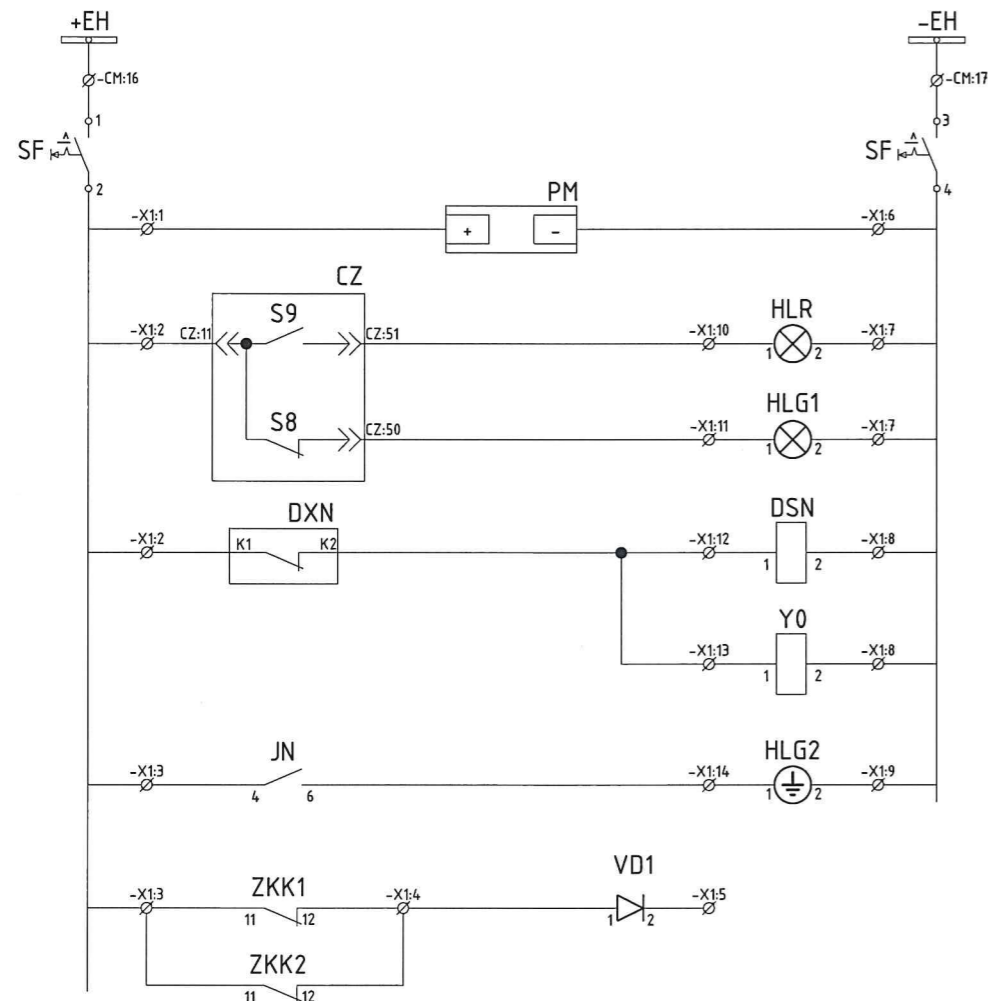 +EH -EH
-CM:16 -CM:17
1 3
SF SF
2 4
PM
-X1:1 + - -X1:6
CZ
S9 HLR
-X1:2 CZ:11 CZ:51 -X1:10 1 2 -X1:7
S8 HLG1
CZ:50 -X1:11 1 2 -X1:7
DXN DSN
-X1:2 K1 K2 -X1:12 1 2 -X1:8
Y0
-X1:13 1 2 -X1:8
JN HLG2
-X1:3 4 6 -X1:14 1 2 -X1:9
VD1
ZKK1
-X1:3 11 12 -X1:4 1 2 -X1:5
ZKK2
11 12